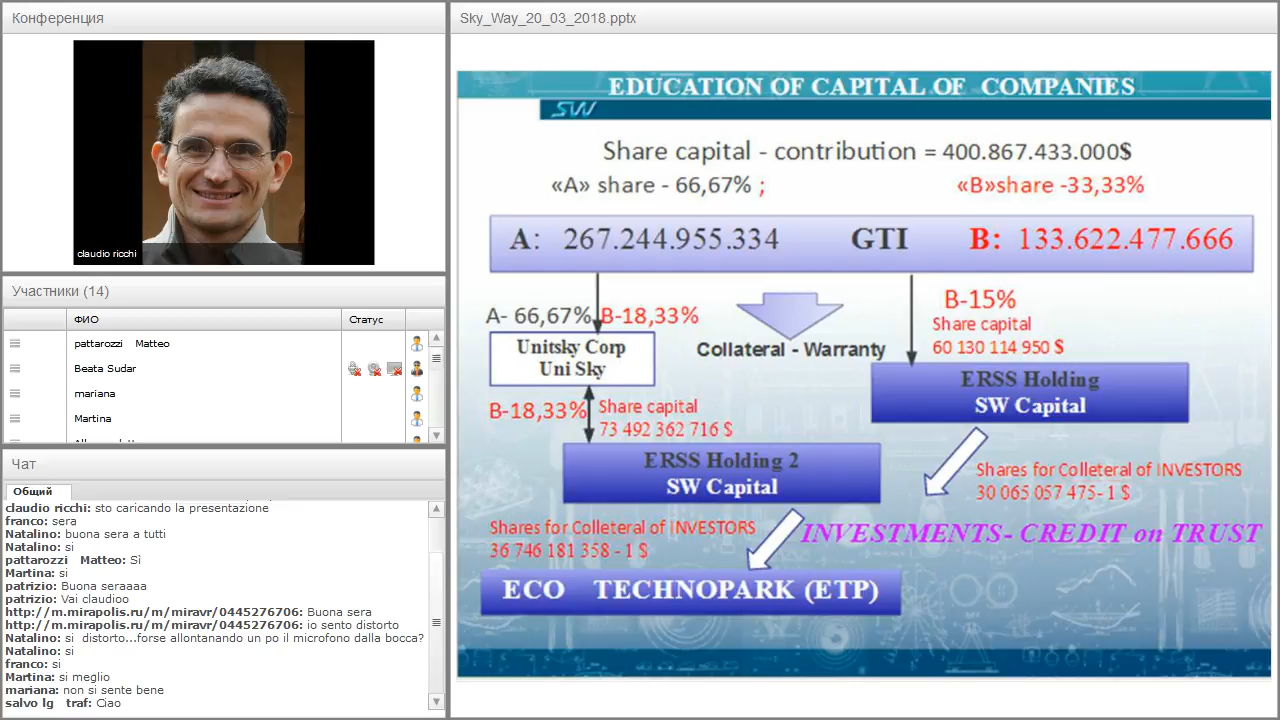 Конференция
claudio ricchi
Участники (14)
ФИО
Статус
pattarozzi Matteo
Beata Sudar
mariana
Martina
Чат
Общий
claudio ricchi: sto caricando la presentazione
franco: sera
Natalino: buona sera a tutti
Natalino: si
pattarozzi Matteo: Sì
Martina: si
patrizio: Buona seraaaa
patrizio: Vai claudioo
http://m.mirapolis.ru/m/miravr/0445276706: Buona sera
http://m.mirapolis.ru/m/miravr/0445276706: io sento distorto
Natalino: si distorto...forse allontanando un po il microfono dalla bocca?
Natalino: si
franco: si
Martina: si meglio
mariana: non si sente bene
salvo lg traf: Ciao
Sky_Way_20_03_2018.pptx
EDUCATION OF CAPITAL OF COMPANIES
SW
Share capital - contribution = 400.867.433.000$
«A» share - 66,67% ;
«B»share -33,33%
A: 267.244.955.334 GTI B: 133.622.477.666
A- 66,67% B-18,33%
B-15%
Share capital
60 130 114 950 $
Unitsky Corp
Uni Sky
Collateral - Warranty
ERSS Holding
SW Capital
B-18,33%
Share capital
73 492 362 716 $
ERSS Holding 2
SW Capital
Shares for Colleteral of INVESTORS
30 065 057 475- 1 $
Shares for Colleteral of INVESTORS
36 746 181 358 - 1 $
INVESTMENTS- CREDIT on TRUST
ECO TECHNOPARK (ETP)